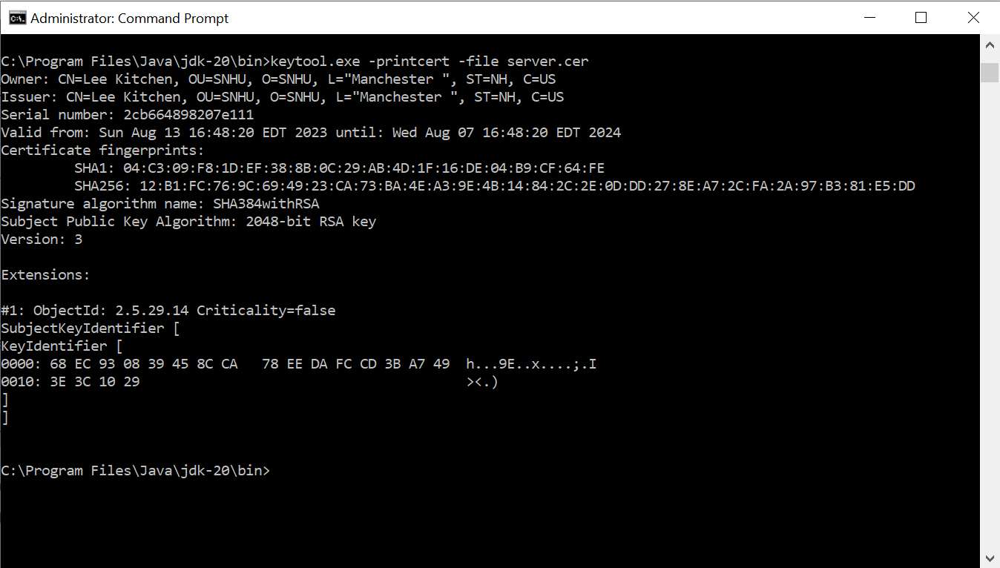 Administrator: Command Prompt
C:\Program Files\Java\jdk-20\bin>keytool.exe -printcert -file server.cer
Owner: CN=Lee Kitchen, OU=SNHU, O=SNHU, L="Manchester ", ST=NH, C=US
Issuer: CN=Lee Kitchen, OU=SNHU, O=SNHU, L="Manchester ", ST=NH, C=US
Serial number: 2cb664898207e111
Valid from: Sun Aug 13 16:48:20 EDT 2023 until: Wed Aug 07 16:48:20 EDT 2024
Certificate fingerprints:
         SHA1: 04:C3:09:F8:1D:EF:38:8B:0C:29:AB:4D:1F:16:DE:04:B9:CF:64:FE
         SHA256: 12:B1:FC:76:9C:69:49:23:CA:73:BA:4E:A3:9E:4B:14:84:2C:2E:0D:DD:27:8E:A7:2C:FA:2A:97:B3:81:E5:DD
Signature algorithm name: SHA384withRSA
Subject Public Key Algorithm: 2048-bit RSA key
Version: 3
Extensions:
#1: ObjectId: 2.5.29.14 Criticality=false
SubjectKeyIdentifier [
KeyIdentifier [
0000: 68 EC 93 08 39 45 8C CA   78 EE DA FC CD 3B A7 49  h...9E..x....;.I
0010: 3E 3C 10 29                                        ><.)
]
]
C:\Program Files\Java\jdk-20\bin>